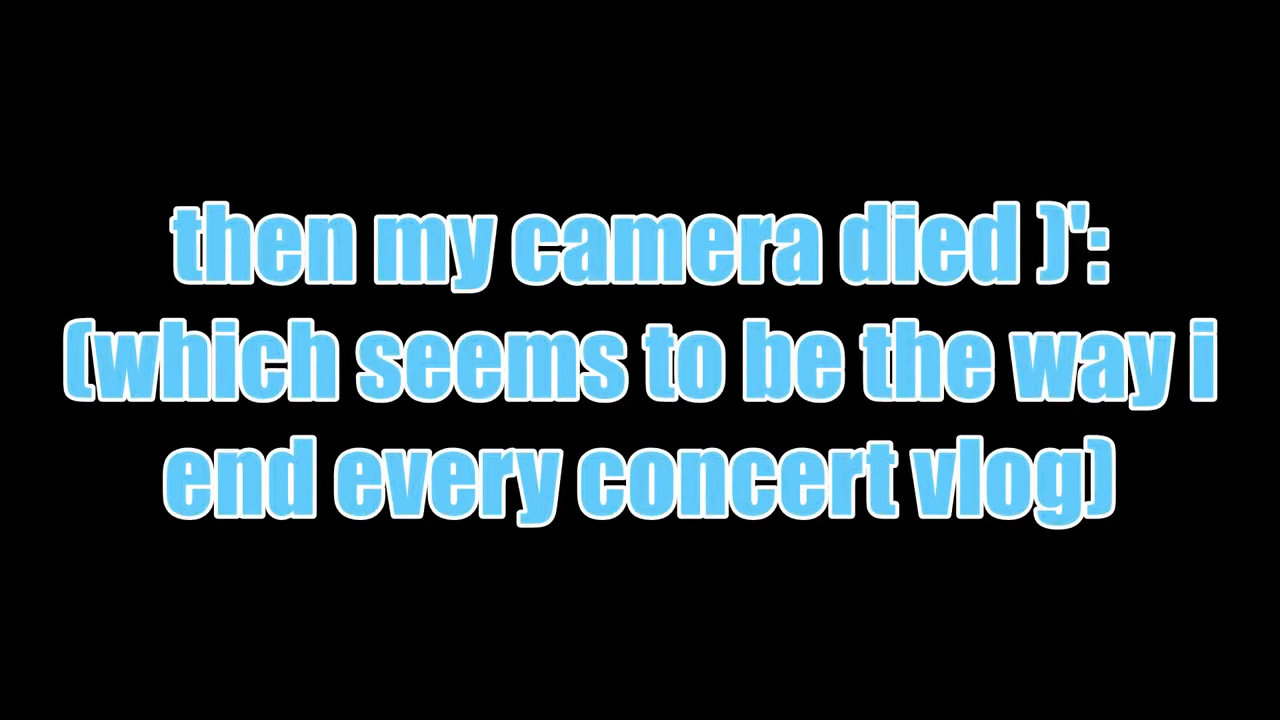 then my camera died )':
(which seems to be the way i
end every concert vlog)